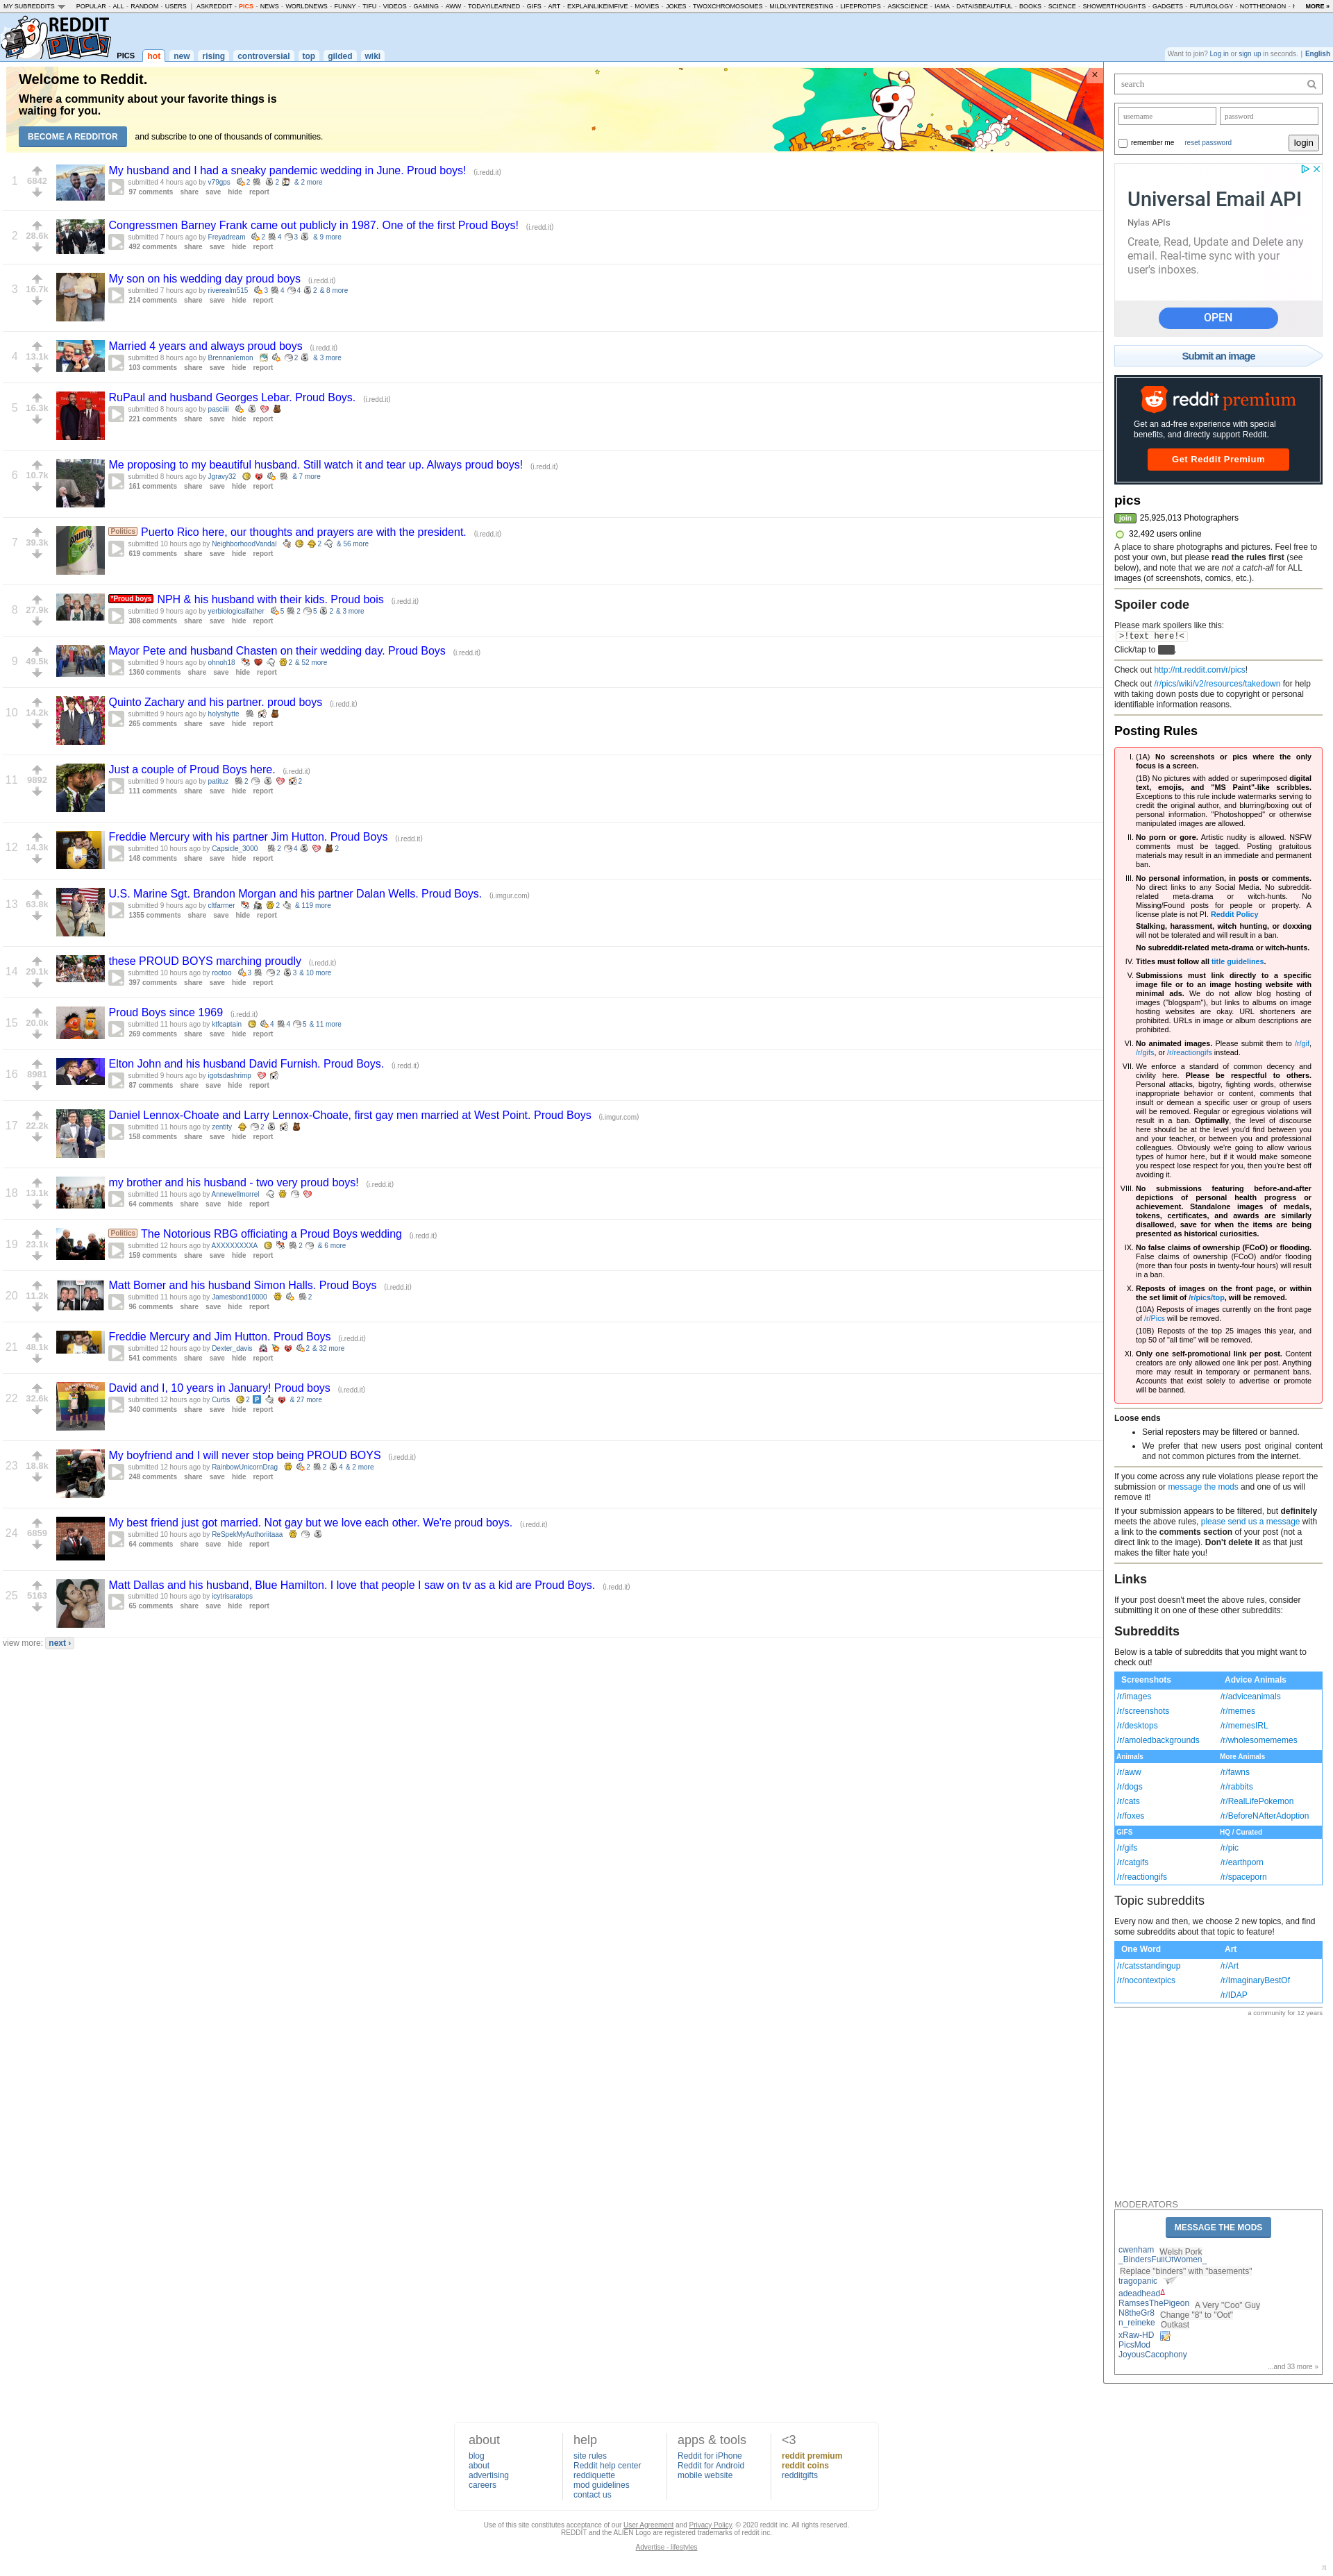 MY SUBREDDITS POPULAR - ALL - RANDOM - USERS | ASKREDDIT - PICS - NEWS - WORLDNEWS - FUNNY - TIFU - VIDEOS - GAMING - AWW - TODAYILEARNED - GIFS - ART - EXPLAINLIKEIMFIVE - MOVIES - JOKES - TWOXCHROMOSOMES - MILDLYINTERESTING - LIFEPROTIPS - ASKSCIENCE - IAMA - DATAISBEAUTIFUL - BOOKS - SCIENCE - SHOWERTHOUGHTS - GADGETS - FUTUROLOGY - NOTTHEONION - MORE »
REDDIT PICS
PICS hot new rising controversial top gilded wiki
Want to join? Log in or sign up in seconds. | English
Welcome to Reddit.
Where a community about your favorite things is
waiting for you.
BECOME A REDDITOR and subscribe to one of thousands of communities.
1 6842 My husband and I had a sneaky pandemic wedding in June. Proud boys! (i.redd.it)
submitted 4 hours ago by v79gps 2 2 & 2 more
97 comments share save hide report
2 28.6k Congressmen Barney Frank came out publicly in 1987. One of the first Proud Boys! (i.redd.it)
submitted 7 hours ago by Freyadream 2 4 3 & 9 more
492 comments share save hide report
3 16.7k My son on his wedding day proud boys (i.redd.it)
submitted 7 hours ago by riverealm515 3 4 4 2 & 8 more
214 comments share save hide report
4 13.1k Married 4 years and always proud boys (i.redd.it)
submitted 8 hours ago by Brennanlemon 2 & 3 more
103 comments share save hide report
5 16.3k RuPaul and husband Georges Lebar. Proud Boys. (i.redd.it)
submitted 8 hours ago by pasciiii
221 comments share save hide report
6 10.7k Me proposing to my beautiful husband. Still watch it and tear up. Always proud boys! (i.redd.it)
submitted 8 hours ago by Jgravy32 & 7 more
161 comments share save hide report
7 39.3k Politics Puerto Rico here, our thoughts and prayers are with the president. (i.redd.it)
submitted 10 hours ago by NeighborhoodVandal 2 & 56 more
619 comments share save hide report
8 27.9k *Proud boys NPH & his husband with their kids. Proud bois (i.redd.it)
submitted 9 hours ago by yerbiologicalfather 5 2 5 2 & 3 more
308 comments share save hide report
9 49.5k Mayor Pete and husband Chasten on their wedding day. Proud Boys (i.redd.it)
submitted 9 hours ago by ohnoh18 2 & 52 more
1360 comments share save hide report
10 14.2k Quinto Zachary and his partner. proud boys (i.redd.it)
submitted 9 hours ago by holyshytte
265 comments share save hide report
11 9892 Just a couple of Proud Boys here. (i.redd.it)
submitted 9 hours ago by patituz 2 2
111 comments share save hide report
12 14.3k Freddie Mercury with his partner Jim Hutton. Proud Boys (i.redd.it)
submitted 10 hours ago by Capsicle_3000 2 4 2
148 comments share save hide report
13 63.8k U.S. Marine Sgt. Brandon Morgan and his partner Dalan Wells. Proud Boys. (i.imgur.com)
submitted 9 hours ago by cltfarmer 2 & 119 more
1355 comments share save hide report
14 29.1k these PROUD BOYS marching proudly (i.redd.it)
submitted 10 hours ago by rootoo 3 2 3 & 10 more
397 comments share save hide report
15 20.0k Proud Boys since 1969 (i.redd.it)
submitted 11 hours ago by ktfcaptain 4 4 5 & 11 more
269 comments share save hide report
16 8981 Elton John and his husband David Furnish. Proud Boys. (i.redd.it)
submitted 9 hours ago by igotsdashrimp
87 comments share save hide report
17 22.2k Daniel Lennox-Choate and Larry Lennox-Choate, first gay men married at West Point. Proud Boys (i.imgur.com)
submitted 11 hours ago by zentity 2
158 comments share save hide report
18 13.1k my brother and his husband - two very proud boys! (i.redd.it)
submitted 11 hours ago by Annewellmorrel
64 comments share save hide report
19 23.1k Politics The Notorious RBG officiating a Proud Boys wedding (i.redd.it)
submitted 12 hours ago by AXXXXXXXXA 2 & 6 more
159 comments share save hide report
20 11.2k Matt Bomer and his husband Simon Halls. Proud Boys (i.redd.it)
submitted 11 hours ago by Jamesbond10000 2
96 comments share save hide report
21 48.1k Freddie Mercury and Jim Hutton. Proud Boys (i.redd.it)
submitted 12 hours ago by Dexter_davis 2 & 32 more
541 comments share save hide report
22 32.6k David and I, 10 years in January! Proud boys (i.redd.it)
submitted 12 hours ago by Curtis 2 & 27 more
340 comments share save hide report
23 18.8k My boyfriend and I will never stop being PROUD BOYS (i.redd.it)
submitted 12 hours ago by RainbowUnicornDrag 2 2 4 & 2 more
248 comments share save hide report
24 6859 My best friend just got married. Not gay but we love each other. We're proud boys. (i.redd.it)
submitted 10 hours ago by ReSpekMyAuthoriitaaa
64 comments share save hide report
25 5163 Matt Dallas and his husband, Blue Hamilton. I love that people I saw on tv as a kid are Proud Boys. (i.redd.it)
submitted 10 hours ago by icytrisaratops
65 comments share save hide report
view more: next ›
search
username password
remember me reset password login
Universal Email API
Nylas APIs
Create, Read, Update and Delete any
email. Real-time sync with your
user's inboxes.
OPEN
Submit an image
reddit premium
Get an ad-free experience with special
benefits, and directly support Reddit.
Get Reddit Premium
pics
join 25,925,013 Photographers
32,492 users online
A place to share photographs and pictures. Feel free to
post your own, but please read the rules first (see
below), and note that we are not a catch-all for ALL
images (of screenshots, comics, etc.).
Spoiler code
Please mark spoilers like this:
>!text here!<
Click/tap to .
Check out http://nt.reddit.com/r/pics!
Check out /r/pics/wiki/v2/resources/takedown for help
with taking down posts due to copyright or personal
identifiable information reasons.
Posting Rules
I. (1A) No screenshots or pics where the only
focus is a screen.
(1B) No pictures with added or superimposed digital
text, emojis, and "MS Paint"-like scribbles.
Exceptions to this rule include watermarks serving to
credit the original author, and blurring/boxing out of
personal information. "Photoshopped" or otherwise
manipulated images are allowed.
II. No porn or gore. Artistic nudity is allowed. NSFW
comments must be tagged. Posting gratuitous
materials may result in an immediate and permanent
ban.
III. No personal information, in posts or comments.
No direct links to any Social Media. No subreddit-
related meta-drama or witch-hunts. No
Missing/Found posts for people or property. A
license plate is not PI. Reddit Policy
Stalking, harassment, witch hunting, or doxxing
will not be tolerated and will result in a ban.
No subreddit-related meta-drama or witch-hunts.
IV. Titles must follow all title guidelines.
V. Submissions must link directly to a specific
image file or to an image hosting website with
minimal ads. We do not allow blog hosting of
images ("blogspam"), but links to albums on image
hosting websites are okay. URL shorteners are
prohibited. URLs in image or album descriptions are
prohibited.
VI. No animated images. Please submit them to /r/gif,
/r/gifs, or /r/reactiongifs instead.
VII. We enforce a standard of common decency and
civility here. Please be respectful to others.
Personal attacks, bigotry, fighting words, otherwise
inappropriate behavior or content, comments that
insult or demean a specific user or group of users
will be removed. Regular or egregious violations will
result in a ban. Optimally, the level of discourse
here should be at the level you'd find between you
and your teacher, or between you and professional
colleagues. Obviously we're going to allow various
types of humor here, but if it would make someone
you respect lose respect for you, then you're best off
avoiding it.
VIII. No submissions featuring before-and-after
depictions of personal health progress or
achievement. Standalone images of medals,
tokens, certificates, and awards are similarly
disallowed, save for when the items are being
presented as historical curiosities.
IX. No false claims of ownership (FCoO) or flooding.
False claims of ownership (FCoO) and/or flooding
(more than four posts in twenty-four hours) will result
in a ban.
X. Reposts of images on the front page, or within
the set limit of /r/pics/top, will be removed.
(10A) Reposts of images currently on the front page
of /r/Pics will be removed.
(10B) Reposts of the top 25 images this year, and
top 50 of "all time" will be removed.
XI. Only one self-promotional link per post. Content
creators are only allowed one link per post. Anything
more may result in temporary or permanent bans.
Accounts that exist solely to advertise or promote
will be banned.
Loose ends
• Serial reposters may be filtered or banned.
• We prefer that new users post original content
and not common pictures from the internet.
If you come across any rule violations please report the
submission or message the mods and one of us will
remove it!
If your submission appears to be filtered, but definitely
meets the above rules, please send us a message with
a link to the comments section of your post (not a
direct link to the image). Don't delete it as that just
makes the filter hate you!
Links
If your post doesn't meet the above rules, consider
submitting it on one of these other subreddits:
Subreddits
Below is a table of subreddits that you might want to
check out!
Screenshots Advice Animals
/r/images /r/adviceanimals
/r/screenshots /r/memes
/r/desktops /r/memesIRL
/r/amoledbackgrounds /r/wholesomememes
Animals More Animals
/r/aww /r/fawns
/r/dogs /r/rabbits
/r/cats /r/RealLifePokemon
/r/foxes /r/BeforeNAfterAdoption
GIFS HQ / Curated
/r/gifs /r/pic
/r/catgifs /r/earthporn
/r/reactiongifs /r/spaceporn
Topic subreddits
Every now and then, we choose 2 new topics, and find
some subreddits about that topic to feature!
One Word Art
/r/catsstandingup /r/Art
/r/nocontextpics /r/ImaginaryBestOf
/r/IDAP
a community for 12 years
MODERATORS
MESSAGE THE MODS
cwenham Welsh Pork
_BindersFullOfWomen_
Replace "binders" with "basements"
tragopanic
adeadheadΔ
RamsesThePigeon A Very "Coo" Guy
N8theGr8 Change "8" to "Oot"
n_reineke Outkast
xRaw-HD
PicsMod
JoyousCacophony
...and 33 more »
about help apps & tools <3
blog site rules Reddit for iPhone reddit premium
about Reddit help center Reddit for Android reddit coins
advertising reddiquette mobile website redditgifts
careers mod guidelines
contact us
Use of this site constitutes acceptance of our User Agreement and Privacy Policy. © 2020 reddit inc. All rights reserved.
REDDIT and the ALIEN Logo are registered trademarks of reddit inc.
Advertise - lifestyles